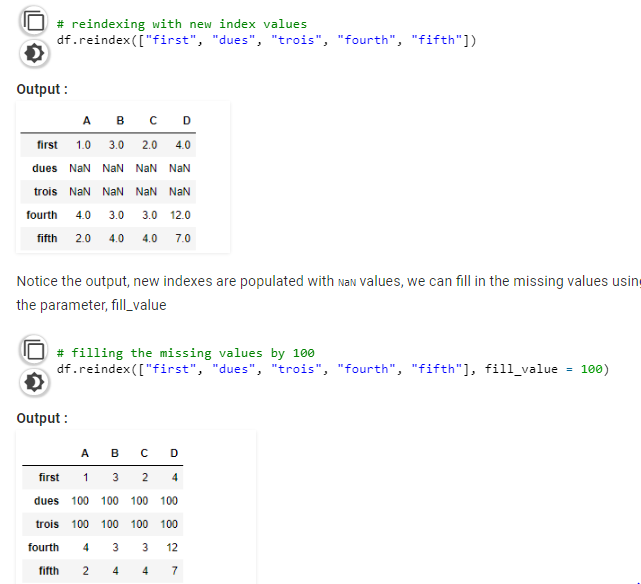 # reindexing with new index values
df.reindex(["first", "dues", "trois", "fourth", "fifth"])
Output :
A B C D
first 1.0 3.0 2.0 4.0
dues NaN NaN NaN NaN
trois NaN NaN NaN NaN
fourth 4.0 3.0 3.0 12.0
fifth 2.0 4.0 4.0 7.0
Notice the output, new indexes are populated with NaN values, we can fill in the missing values using
the parameter, fill_value
# filling the missing values by 100
df.reindex(["first", "dues", "trois", "fourth", "fifth"], fill_value = 100)
Output :
A B C D
first 1 3 2 4
dues 100 100 100 100
trois 100 100 100 100
fourth 4 3 3 12
fifth 2 4 4 7